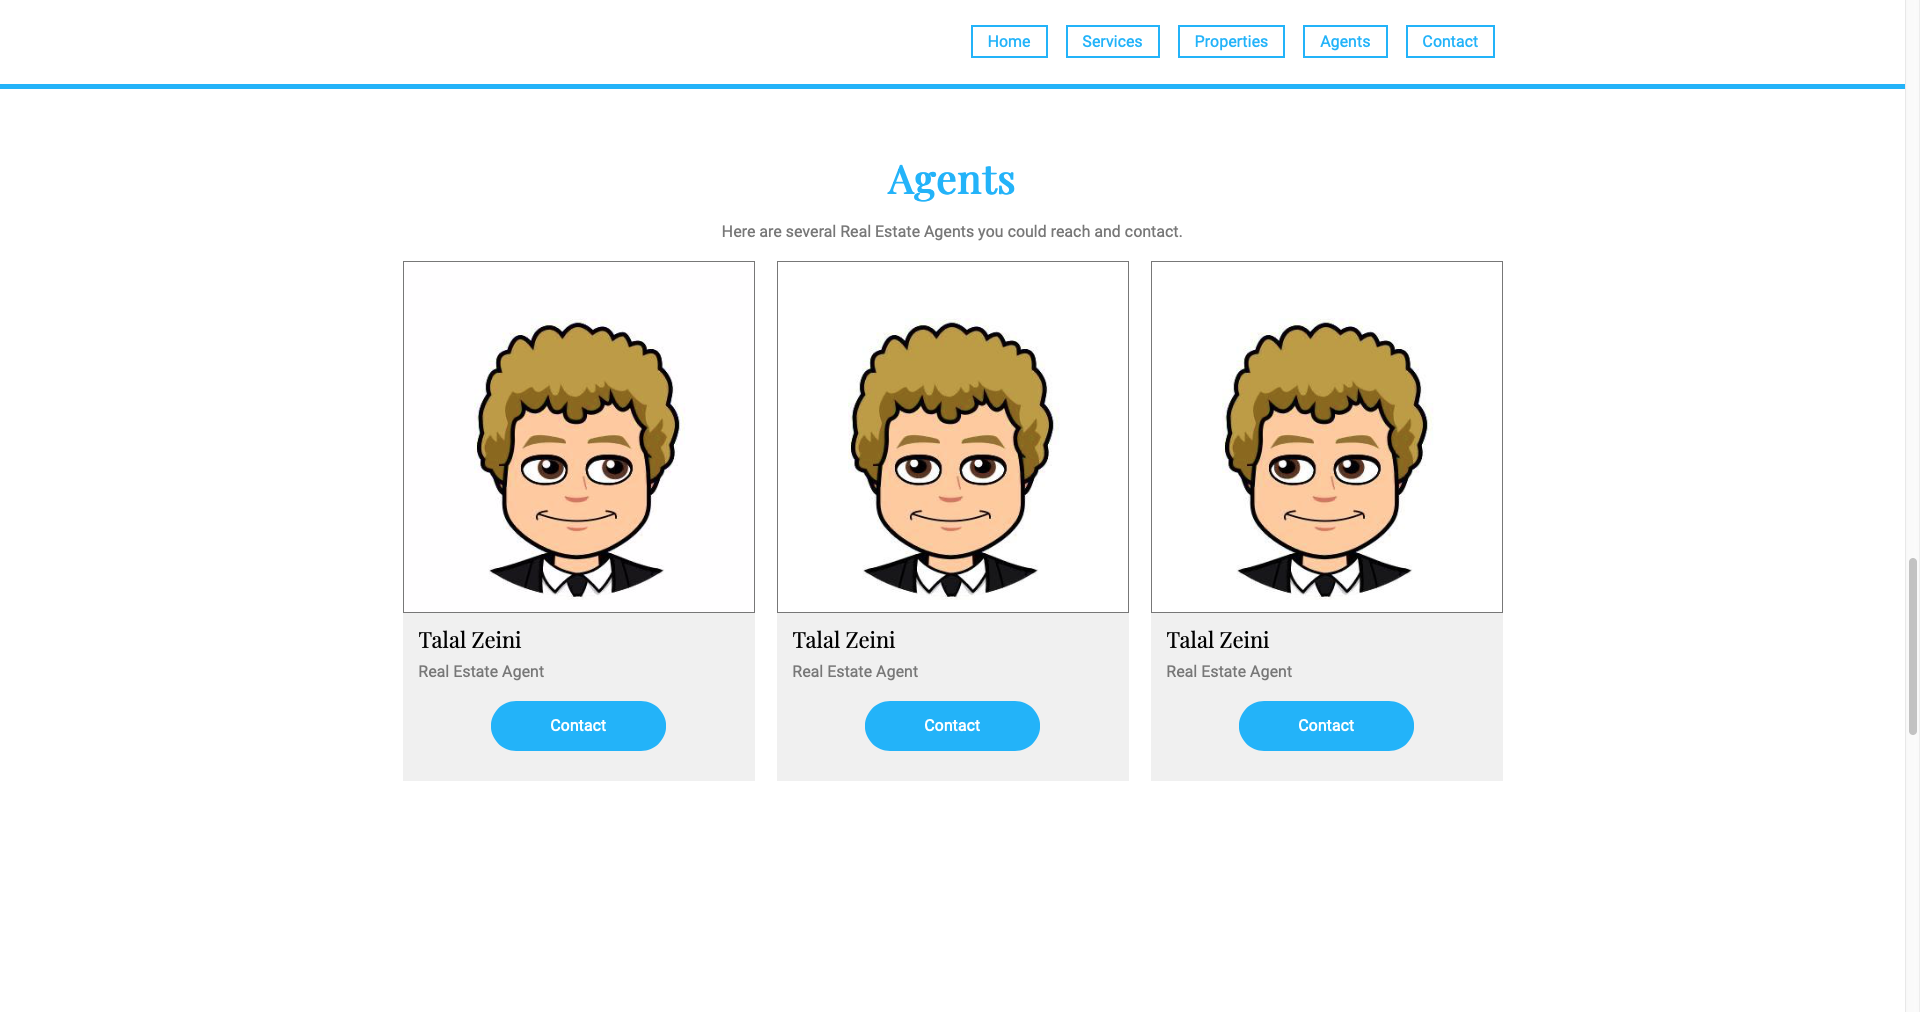 Home Services Properties Agents Contact
Agents
Here are several Real Estate Agents you could reach and contact.
Talal Zeini
Real Estate Agent
Contact
Talal Zeini
Real Estate Agent
Contact
Talal Zeini
Real Estate Agent
Contact